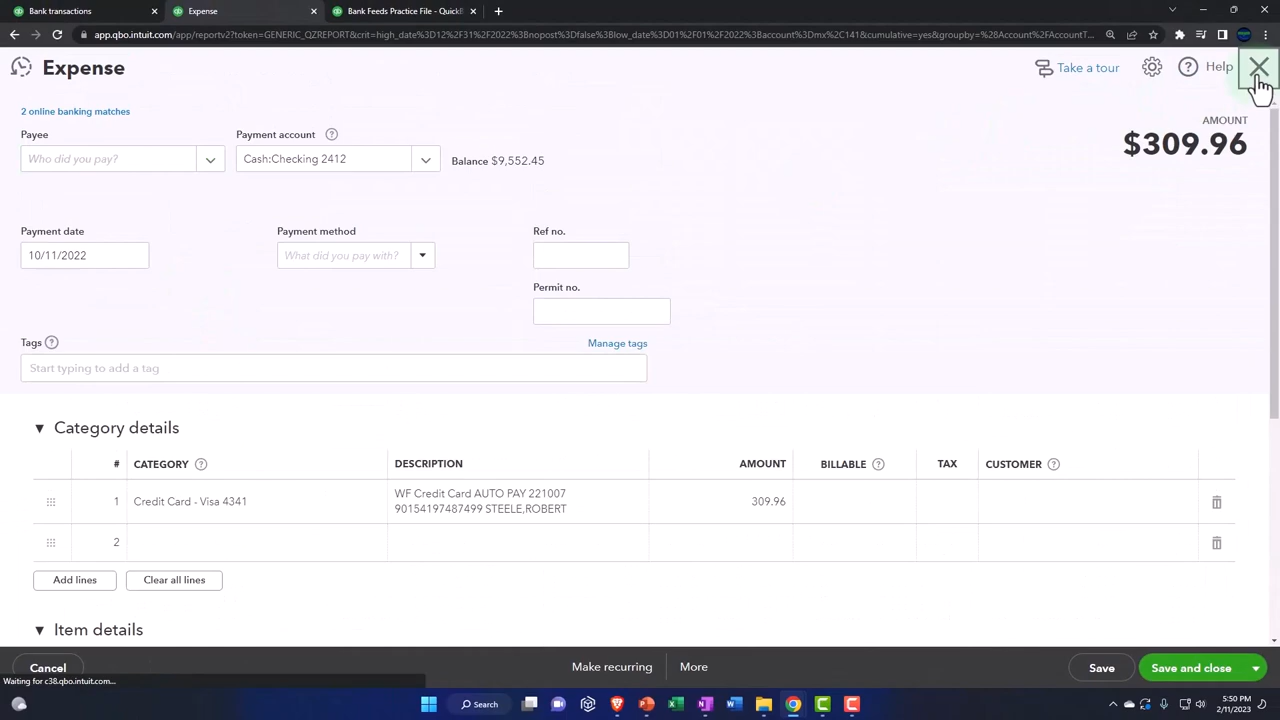 Bank transactions
Expense
Bank Feeds Practice File - QuickB
app.qbo.intuit.com/app/reportv2?token=GENERIC_QZREPORT&crit=high_date%3D12%2F31%2F2022%3Bnopost%3Dfalse%3Blow_date%3D01%2F01%2F2022%3Baccount%3Dmx%2C141&cumulative=yes&groupby=%28Account%2FAccountT...
Expense
Take a tour
Help
2 online banking matches
AMOUNT
$309.96
Payee
Payment account
Who did you pay?
Cash:Checking 2412
Balance $9,552.45
Payment date
Payment method
Ref no.
10/11/2022
What did you pay with?
Permit no.
Tags
Manage tags
Start typing to add a tag
Category details
# CATEGORY DESCRIPTION AMOUNT BILLABLE TAX CUSTOMER
1 Credit Card - Visa 4341 WF Credit Card AUTO PAY 221007 309.96
90154197487499 STEELE,ROBERT
2
Add lines
Clear all lines
Item details
Cancel
Make recurring
More
Save
Save and close
Waiting for c38.qbo.intuit.com...
Search
5:50 PM
2/11/2023